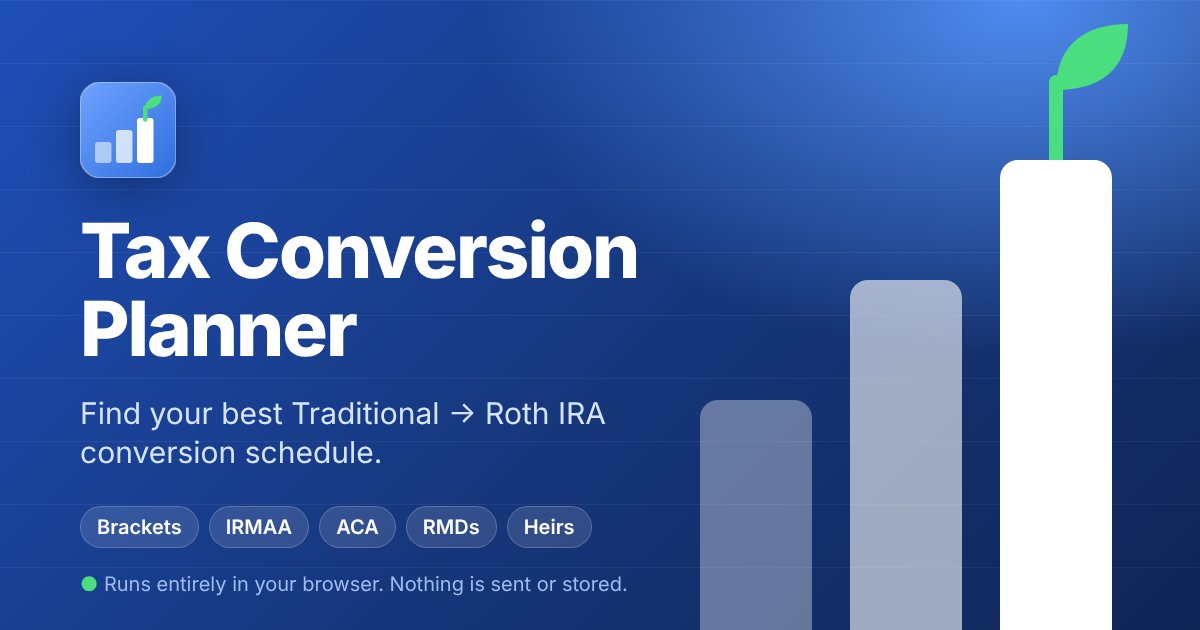 Tax Conversion
Planner
Find your best Traditional → Roth IRA
conversion schedule.
Brackets IRMAA ACA RMDs Heirs
Runs entirely in your browser. Nothing is sent or stored.